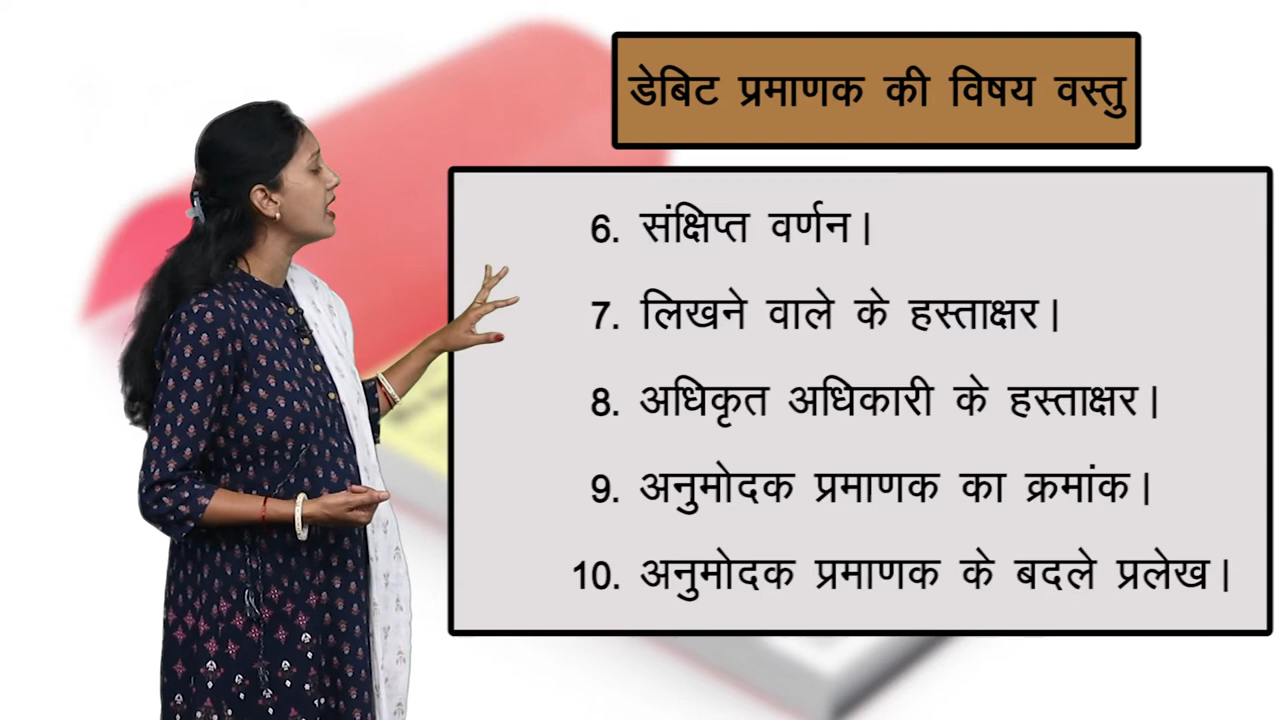 डेबिट प्रमाणक की विषय वस्तु
6. संक्षिप्त वर्णन।
7. लिखने वाले के हस्ताक्षर।
8. अधिकृत अधिकारी के हस्ताक्षर।
9. अनुमोदक प्रमाणक का क्रमांक।
10. अनुमोदक प्रमाणक के बदले प्रलेख।